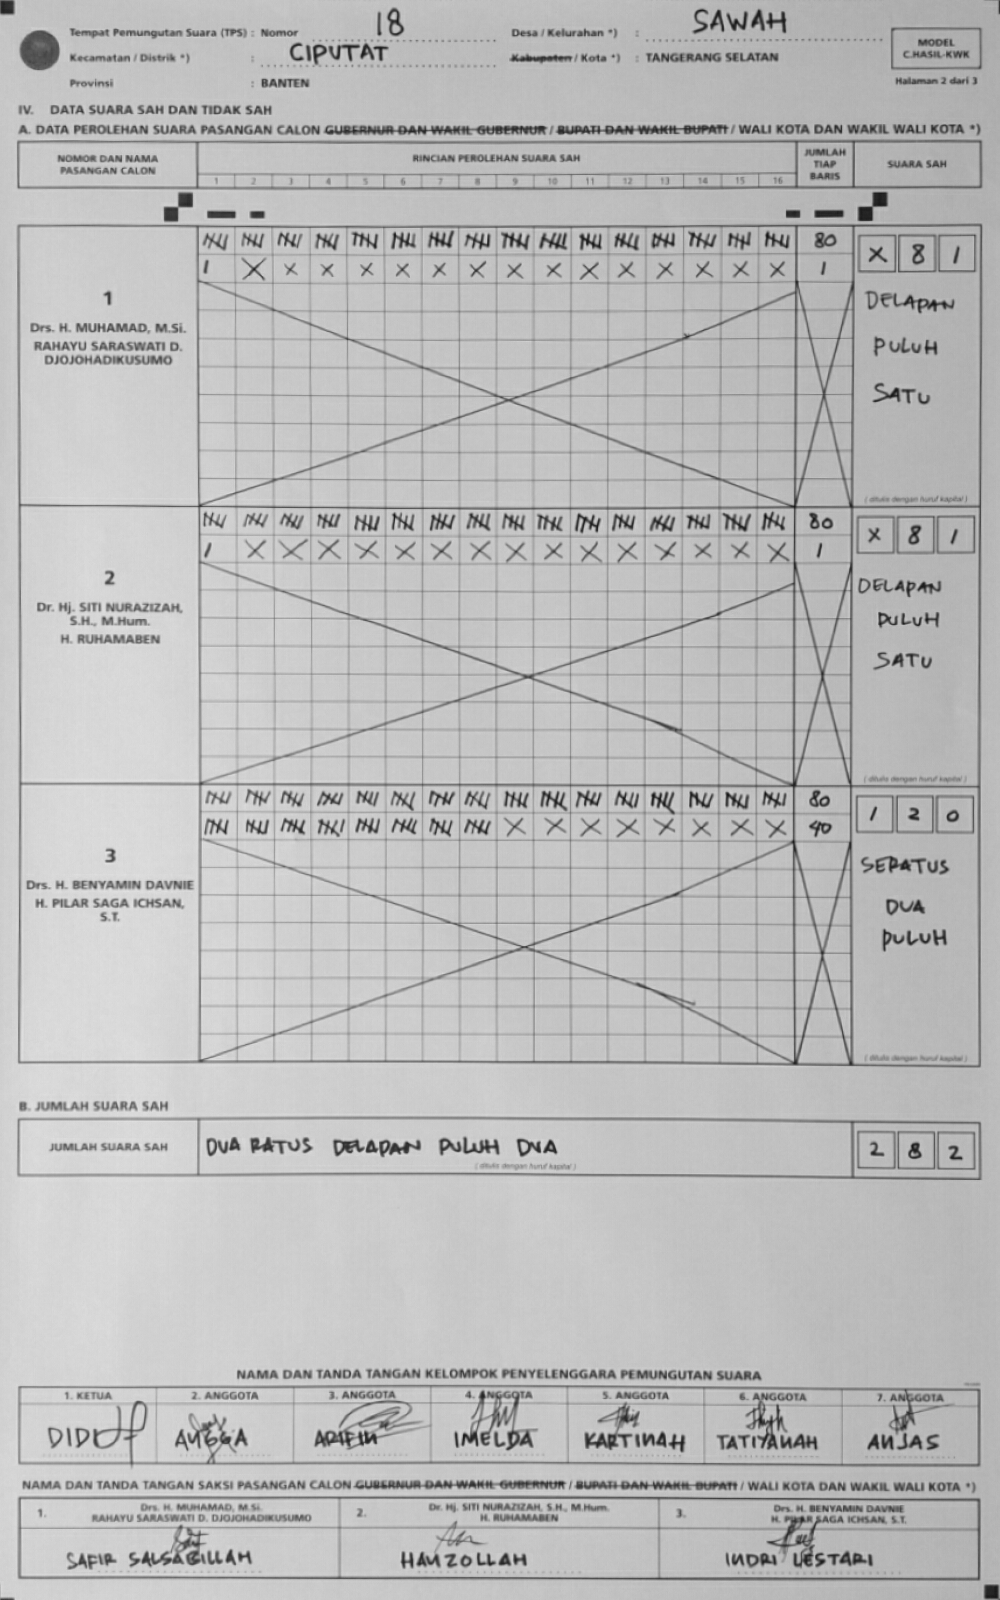 Tempat Pemungutan Suara (TPS) : Nomor 18 Desa / Kelurahan *) : SAWAH
Kecamatan / Distrik *) : CIPUTAT Kabupaten / Kota *) : TANGERANG SELATAN
Provinsi : BANTEN
MODEL
C.HASIL-KWK
Halaman 2 dari 3
IV. DATA SUARA SAH DAN TIDAK SAH
A. DATA PEROLEHAN SUARA PASANGAN CALON GUBERNUR DAN WAKIL GUBERNUR / BUPATI DAN WAKIL BUPATI / WALI KOTA DAN WAKIL WALI KOTA *)
NOMOR DAN NAMA
PASANGAN CALON
RINCIAN PEROLEHAN SUARA SAH
1 2 3 4 5 6 7 8 9 10 11 12 13 14 15 16
JUMLAH
TIAP
BARIS
SUARA SAH
1
Drs. H. MUHAMAD, M.Si.
RAHAYU SARASWATI D.
DJOJOHADIKUSUMO
80
1
X 8 1
DELAPAN
PULUH
SATU
( ditulis dengan huruf kapital )
2
Dr. Hj. SITI NURAZIZAH,
S.H., M.Hum.
H. RUHAMABEN
80
1
X 8 1
DELAPAN
PULUH
SATU
( ditulis dengan huruf kapital )
3
Drs. H. BENYAMIN DAVNIE
H. PILAR SAGA ICHSAN,
S.T.
80
40
1 2 0
SERATUS
DUA
PULUH
( ditulis dengan huruf kapital )
B. JUMLAH SUARA SAH
JUMLAH SUARA SAH DUA RATUS DELAPAN PULUH DUA 2 8 2
( ditulis dengan huruf kapital )
NAMA DAN TANDA TANGAN KELOMPOK PENYELENGGARA PEMUNGUTAN SUARA
1. KETUA 2. ANGGOTA 3. ANGGOTA 4. ANGGOTA 5. ANGGOTA 6. ANGGOTA 7. ANGGOTA
DIDI ANGGA ARIFIN IMELDA KARTINAH TATIYANAH ANJAS
NAMA DAN TANDA TANGAN SAKSI PASANGAN CALON GUBERNUR DAN WAKIL GUBERNUR / BUPATI DAN WAKIL BUPATI / WALI KOTA DAN WAKIL WALI KOTA *)
1. Drs. H. MUHAMAD, M.Si.
RAHAYU SARASWATI D. DJOJOHADIKUSUMO
2. Dr. Hj. SITI NURAZIZAH, S.H., M.Hum.
H. RUHAMABEN
3. Drs. H. BENYAMIN DAVNIE
H. PILAR SAGA ICHSAN, S.T.
SAFIR SALSABILLAH HAMZOLLAH INDRI LESTARI